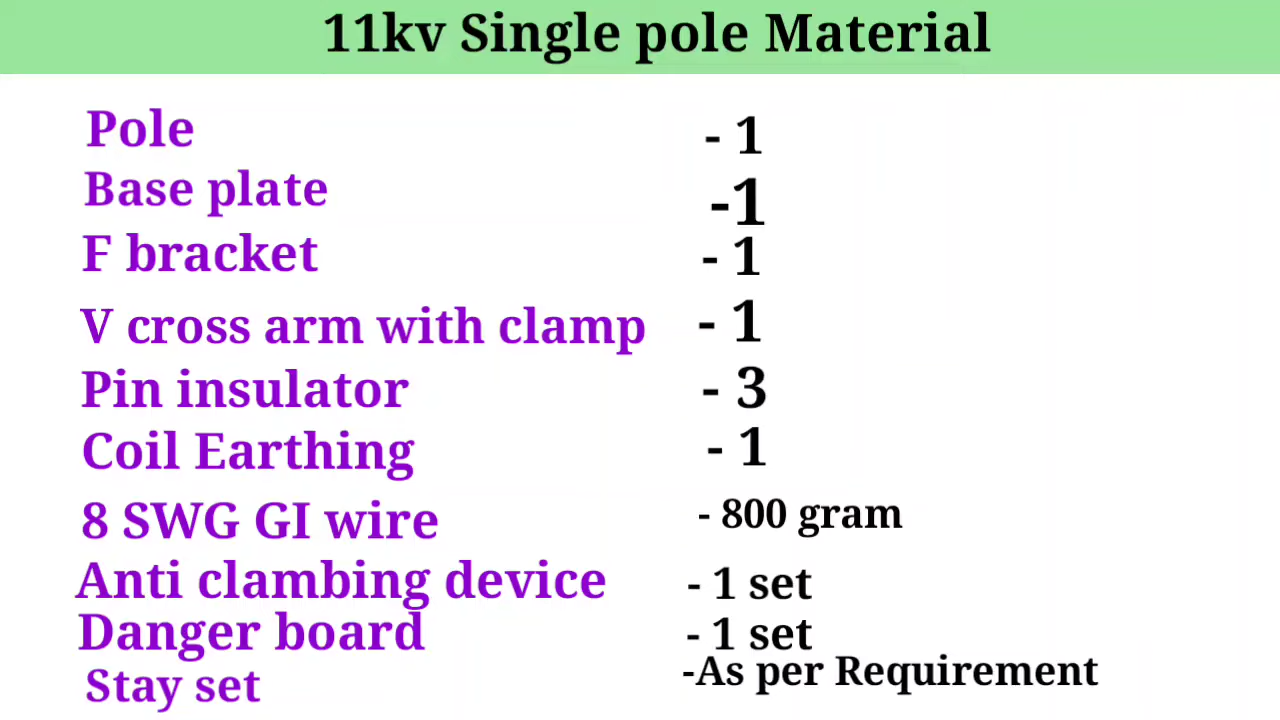 11kv Single pole Material
Pole - 1
Base plate -1
F bracket - 1
V cross arm with clamp - 1
Pin insulator - 3
Coil Earthing - 1
8 SWG GI wire - 800 gram
Anti clambing device - 1 set
Danger board - 1 set
Stay set -As per Requirement